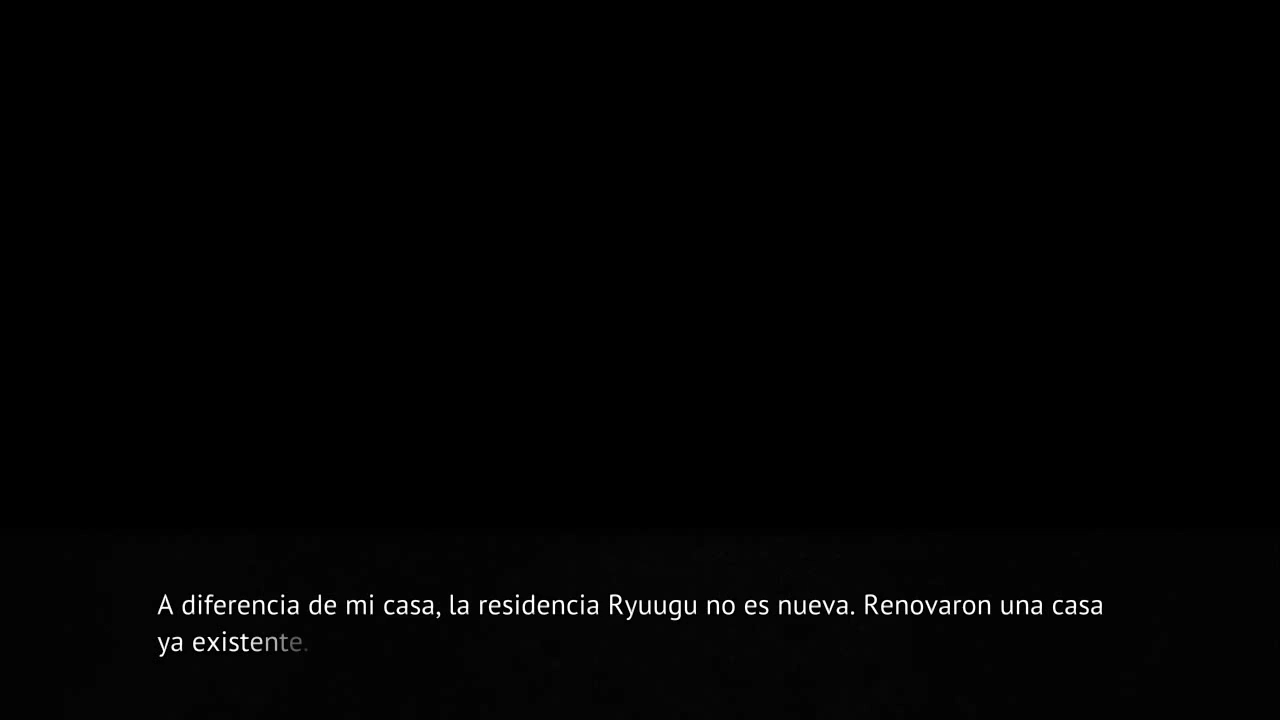 A diferencia de mi casa, la residencia Ryuugu no es nueva. Renovaron una casa
ya existente.